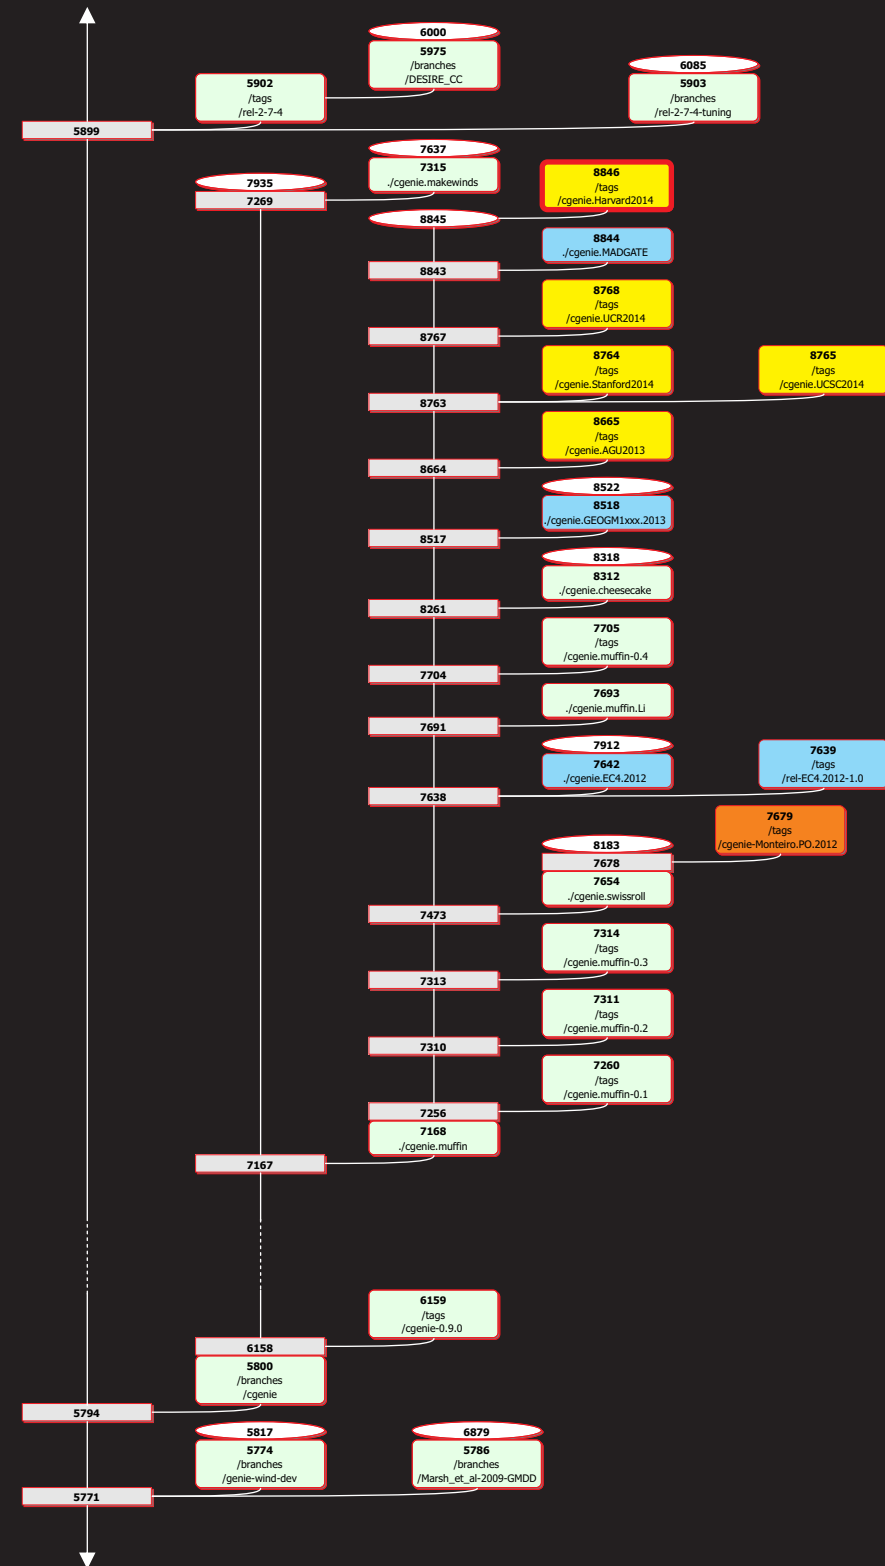 6000
5975
/branches
/DESIRE_CC
6085
5903
/branches
/rel-2-7-4-tuning
5902
/tags
/rel-2-7-4
5899
7637
7315
./cgenie.makewinds
7935
7269
8846
/tags
/cgenie.Harvard2014
8845
8844
./cgenie.MADGATE
8843
8768
/tags
/cgenie.UCR2014
8767
8764
/tags
/cgenie.Stanford2014
8765
/tags
/cgenie.UCSC2014
8763
8665
/tags
/cgenie.AGU2013
8664
8522
8518
./cgenie.GEOGM1xxx.2013
8517
8318
8312
./cgenie.cheesecake
8261
7705
/tags
/cgenie.muffin-0.4
7704
7693
./cgenie.muffin.Li
7691
7912
7642
./cgenie.EC4.2012
7639
/tags
/rel-EC4.2012-1.0
7638
7679
/tags
/cgenie-Monteiro.PO.2012
8183
7678
7654
./cgenie.swissroll
7473
7314
/tags
/cgenie.muffin-0.3
7313
7311
/tags
/cgenie.muffin-0.2
7310
7260
/tags
/cgenie.muffin-0.1
7256
7168
./cgenie.muffin
7167
6159
/tags
/cgenie-0.9.0
6158
5800
/branches
/cgenie
5794
5817
5774
/branches
/genie-wind-dev
6879
5786
/branches
/Marsh_et_al-2009-GMDD
5771